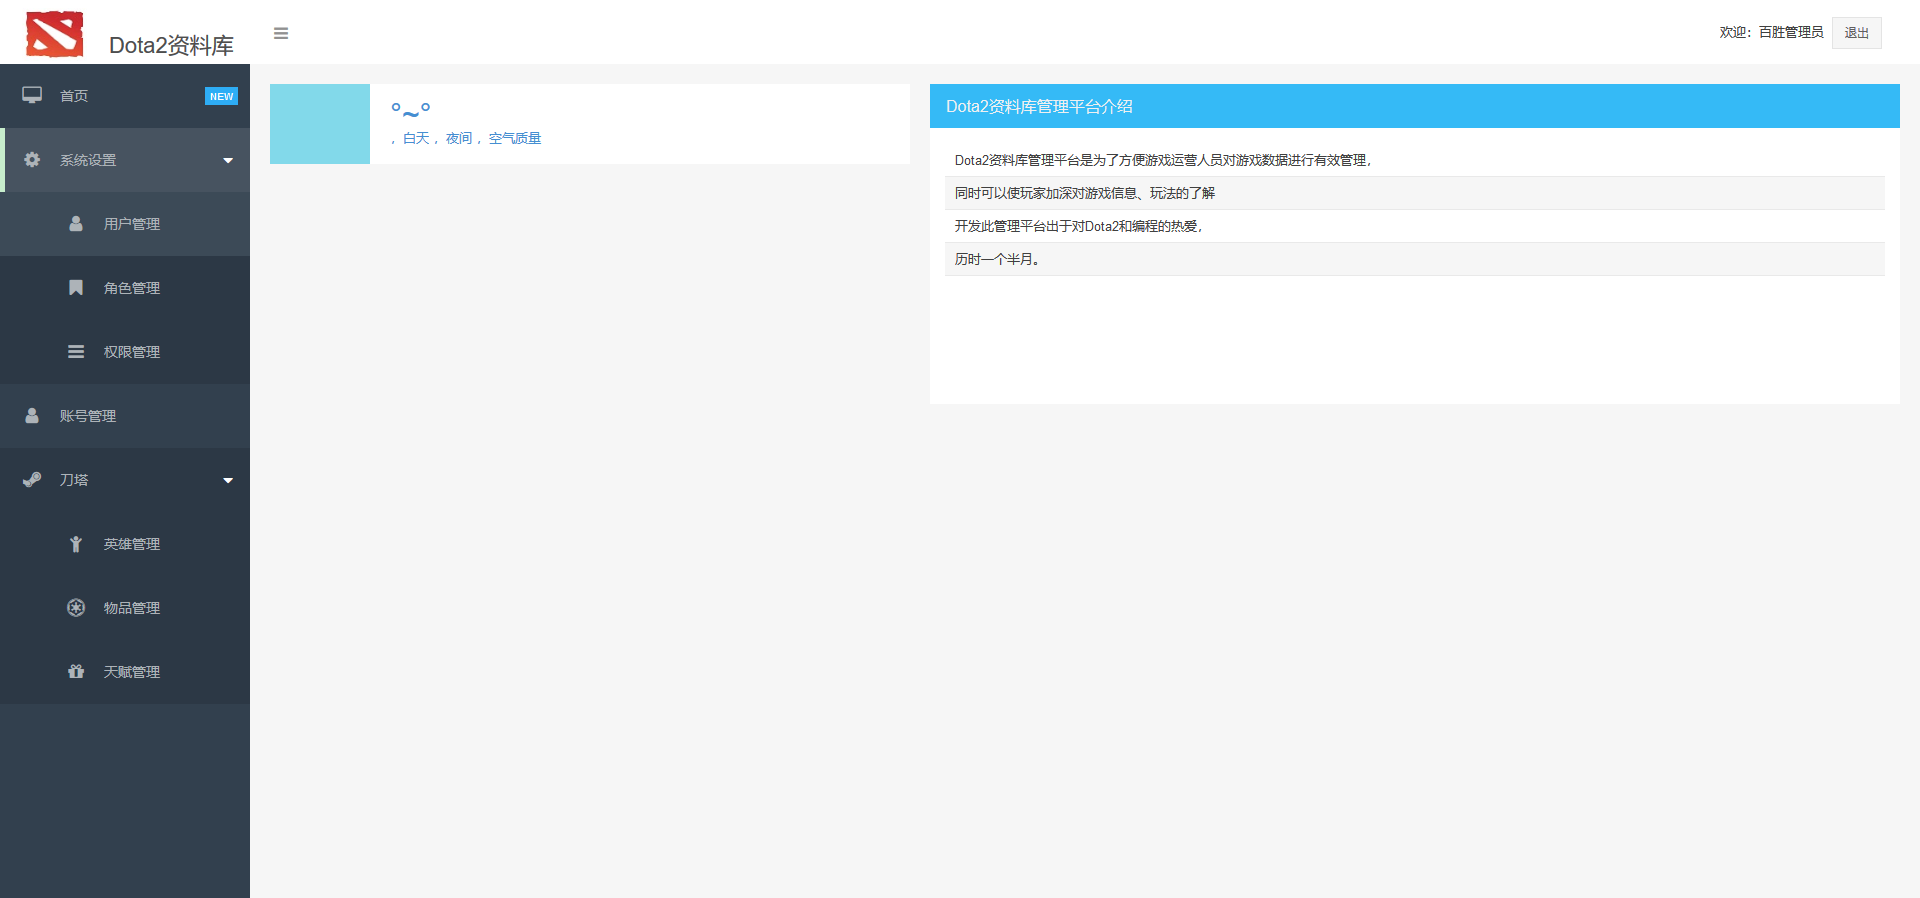 Dota2资料库
欢迎：百胜管理员 退出
首页 NEW
系统设置
用户管理
角色管理
权限管理
账号管理
刀塔
英雄管理
物品管理
天赋管理
°~°
，白天 ，夜间 ，空气质量
Dota2资料库管理平台介绍
Dota2资料库管理平台是为了方便游戏运营人员对游戏数据进行有效管理，
同时可以使玩家加深对游戏信息、玩法的了解
开发此管理平台出于对Dota2和编程的热爱，
历时一个半月。